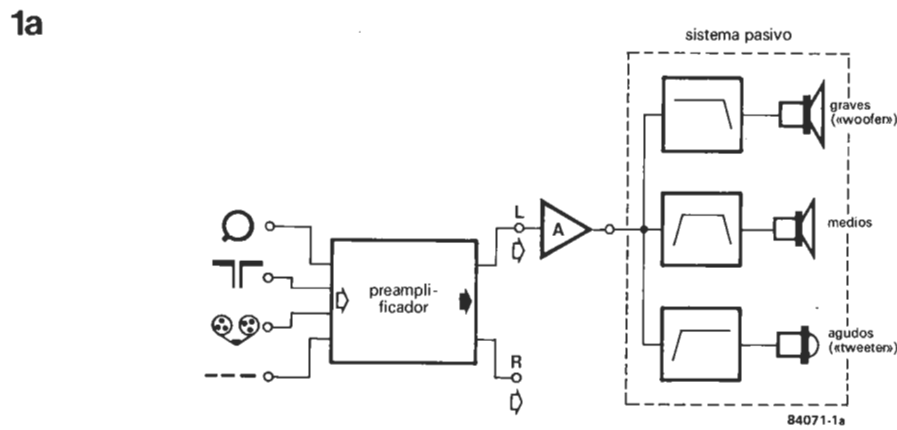 1a
sistema pasivo
graves
(«woofer»)
L
A
medios
preampli-
ficador
agudos
(«tweeter»)
R
84071-1a